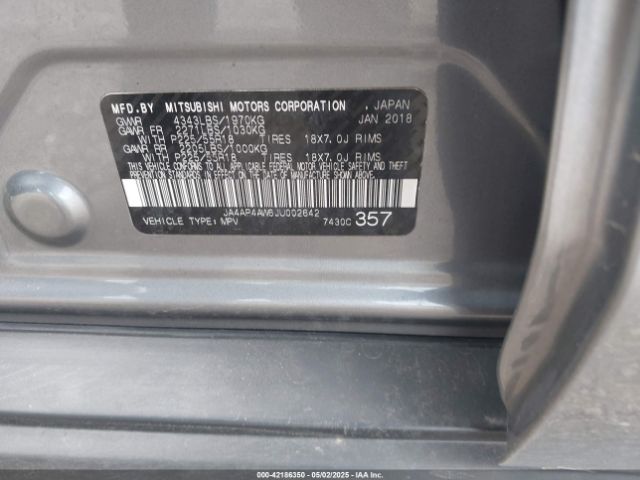 MFD.BY MITSUBISHI MOTORS CORPORATION , JAPAN
GVWR 4343LBS/1970KG JAN 2018
GAWR FR 2271LBS/1030KG
WITH P225/55R18 TIRES 18X7.0J RIMS
GAWR RR 2205LBS/1000KG
WITH P225/55R18 TIRES 18X7.0J RIMS
THIS VEHICLE CONFORMS TO ALL APPLICABLE FEDERAL MOTOR VEHICLE SAFETY AND THEFT
PREVENTION STANDARDS IN EFFECT ON THE DATE OF MANUFACTURE SHOWN ABOVE.
JA4AP4AW6JU002642
VEHICLE TYPE: MPV 7430C 357
000-42186350 - 05/02/2025 - COPYRIGHT IAA, LLC.